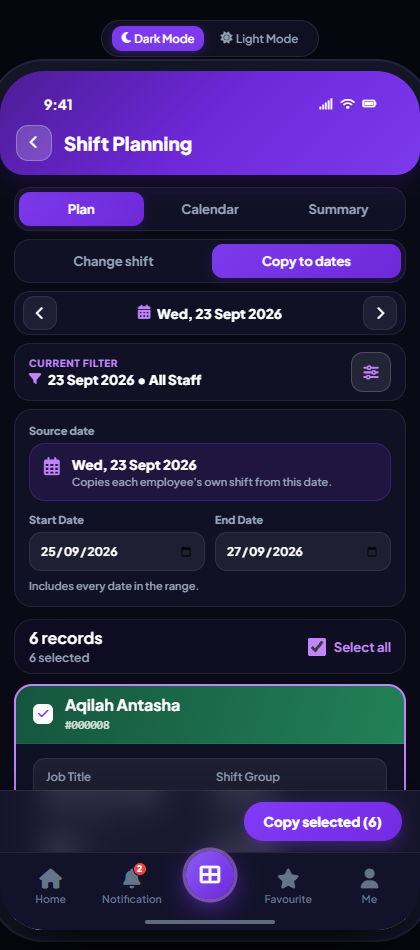 Dark Mode
Light Mode
9:41
Shift Planning
Plan
Calendar
Summary
Change shift
Copy to dates
Wed, 23 Sept 2026
CURRENT FILTER
23 Sept 2026 • All Staff
Source date
Wed, 23 Sept 2026
Copies each employee's own shift from this date.
Start Date
End Date
25/09/2026
27/09/2026
Includes every date in the range.
6 records
6 selected
Select all
Aqilah Antasha
#000008
Job Title
Shift Group
Copy selected (6)
2
Home
Notification
Favourite
Me